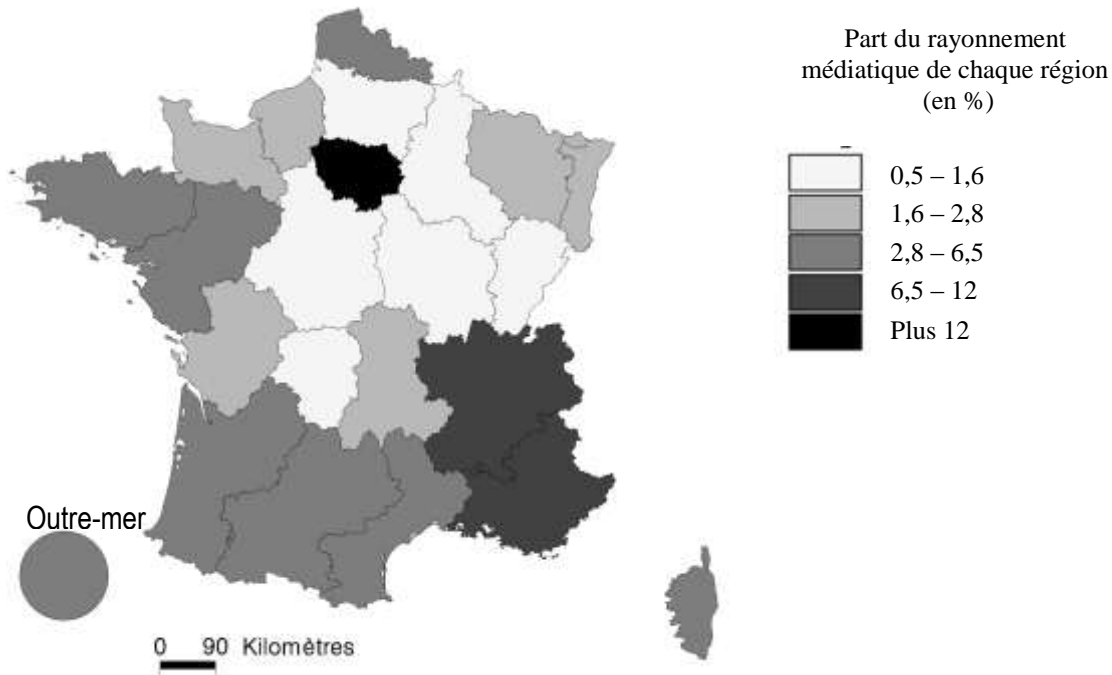 Part du rayonnement
médiatique de chaque région
(en %)
0,5 – 1,6
1,6 – 2,8
2,8 – 6,5
6,5 – 12
Plus 12
Outre-mer
0 90 Kilomètres